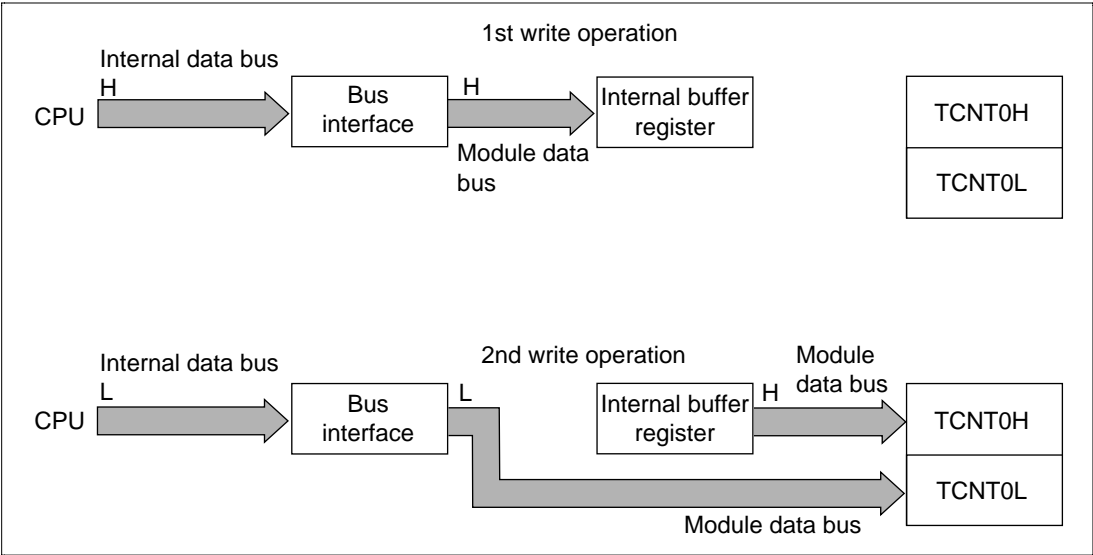 1st write operation
Internal data bus
H
CPU
Bus
interface
H
Module data
bus
Internal buffer
register
TCNT0H
TCNT0L
2nd write operation
Internal data bus
L
CPU
Bus
interface
L
Internal buffer
register
H
Module
data bus
TCNT0H
TCNT0L
Module data bus